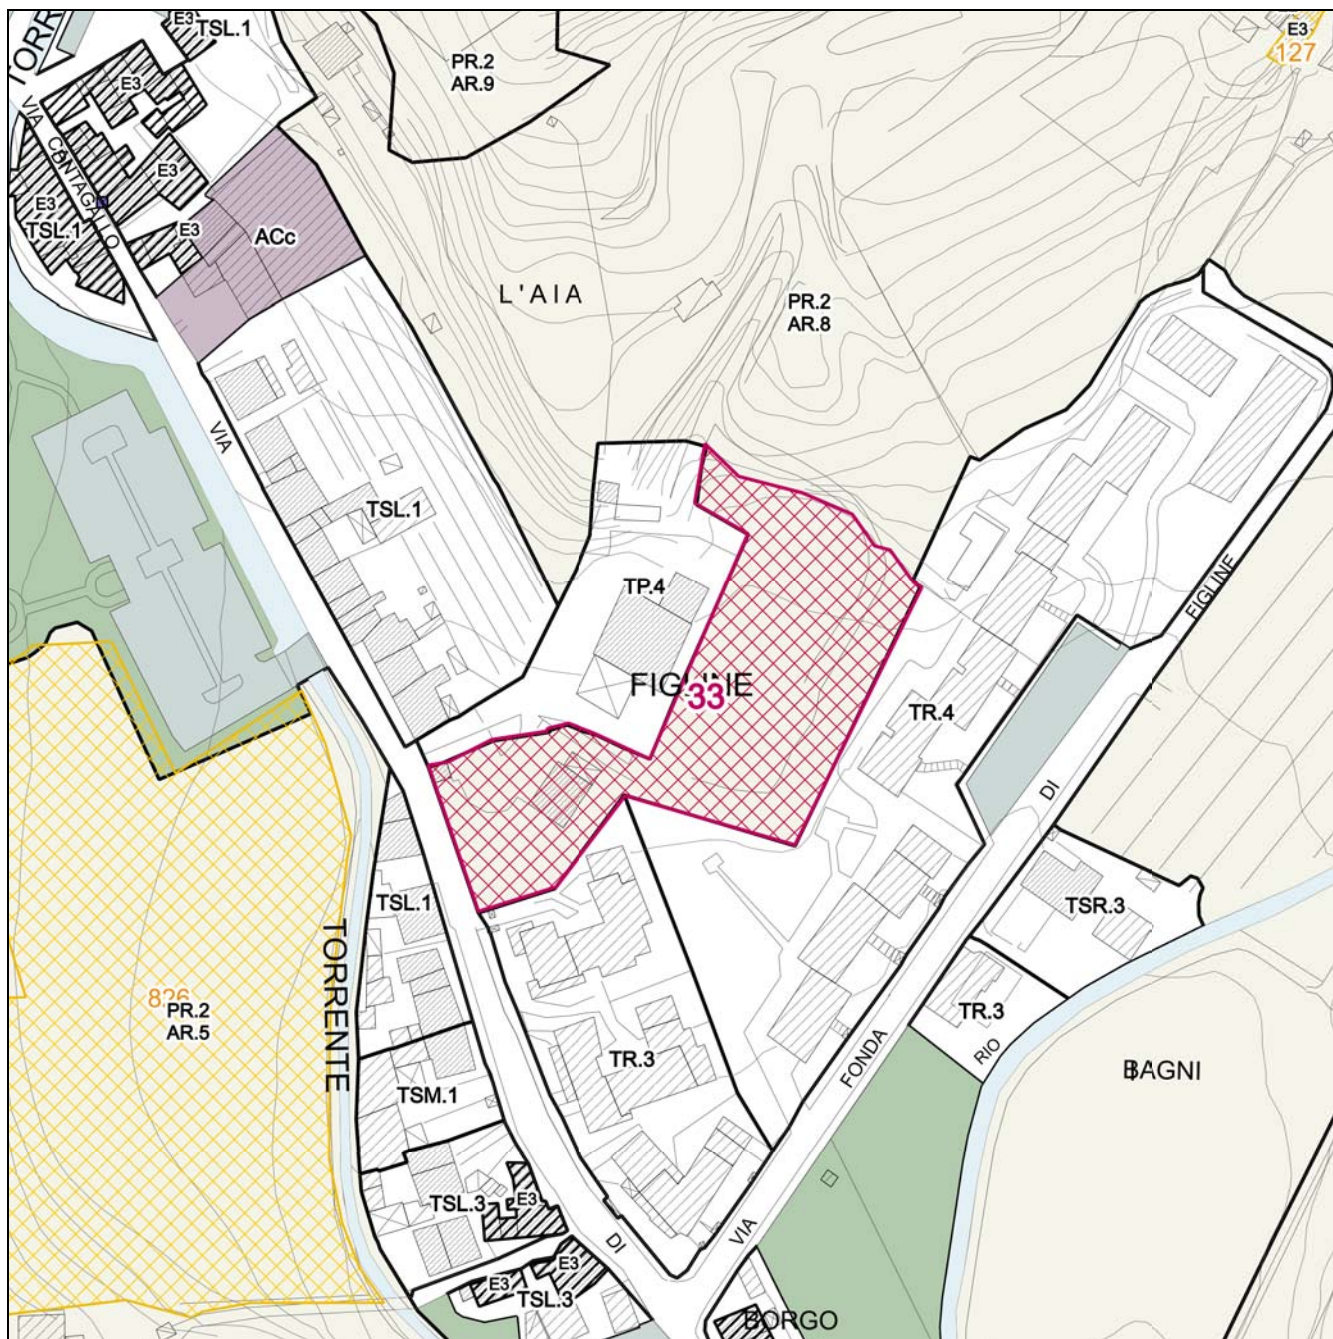 TORR
E3
TSL.1
E3
PR.2
AR.9
E3
127
VIA CANTAGALLO
E3
E3
TSL.1
E3
ACc
L'AIA
PR.2
AR.8
VIA
TSL.1
TP.4
FIGLINE
33
FIGLINE
TR.4
DI
TSL.1
TSR.3
TORRENTE
826
PR.2
AR.5
TR.3
RIO
BAGNI
FONDA
TR.3
TSM.1
TSL.3
E3
DI
VIA
E3
E3
TSL.3
BORGO